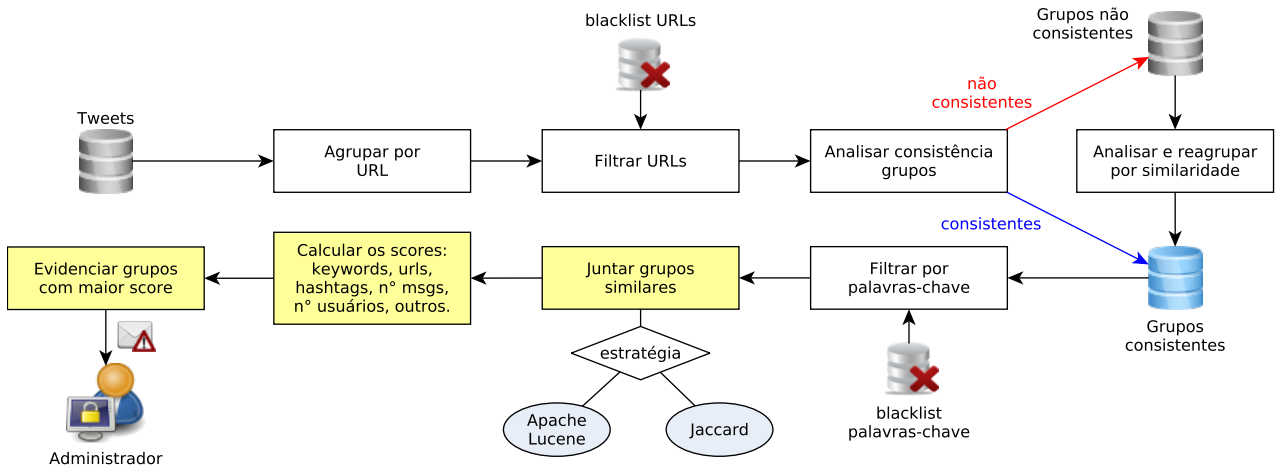 blacklist URLs
Grupos não
consistentes
não
consistentes
Tweets
Agrupar por
URL
Filtrar URLs
Analisar consistência
grupos
Analisar e reagrupar
por similaridade
consistentes
Evidenciar grupos
com maior score
Calcular os scores:
keywords, urls,
hashtags, n° msgs,
n° usuários, outros.
Juntar grupos
similares
Filtrar por
palavras-chave
Grupos
consistentes
estratégia
Apache
Lucene
Jaccard
blacklist
palavras-chave
Administrador